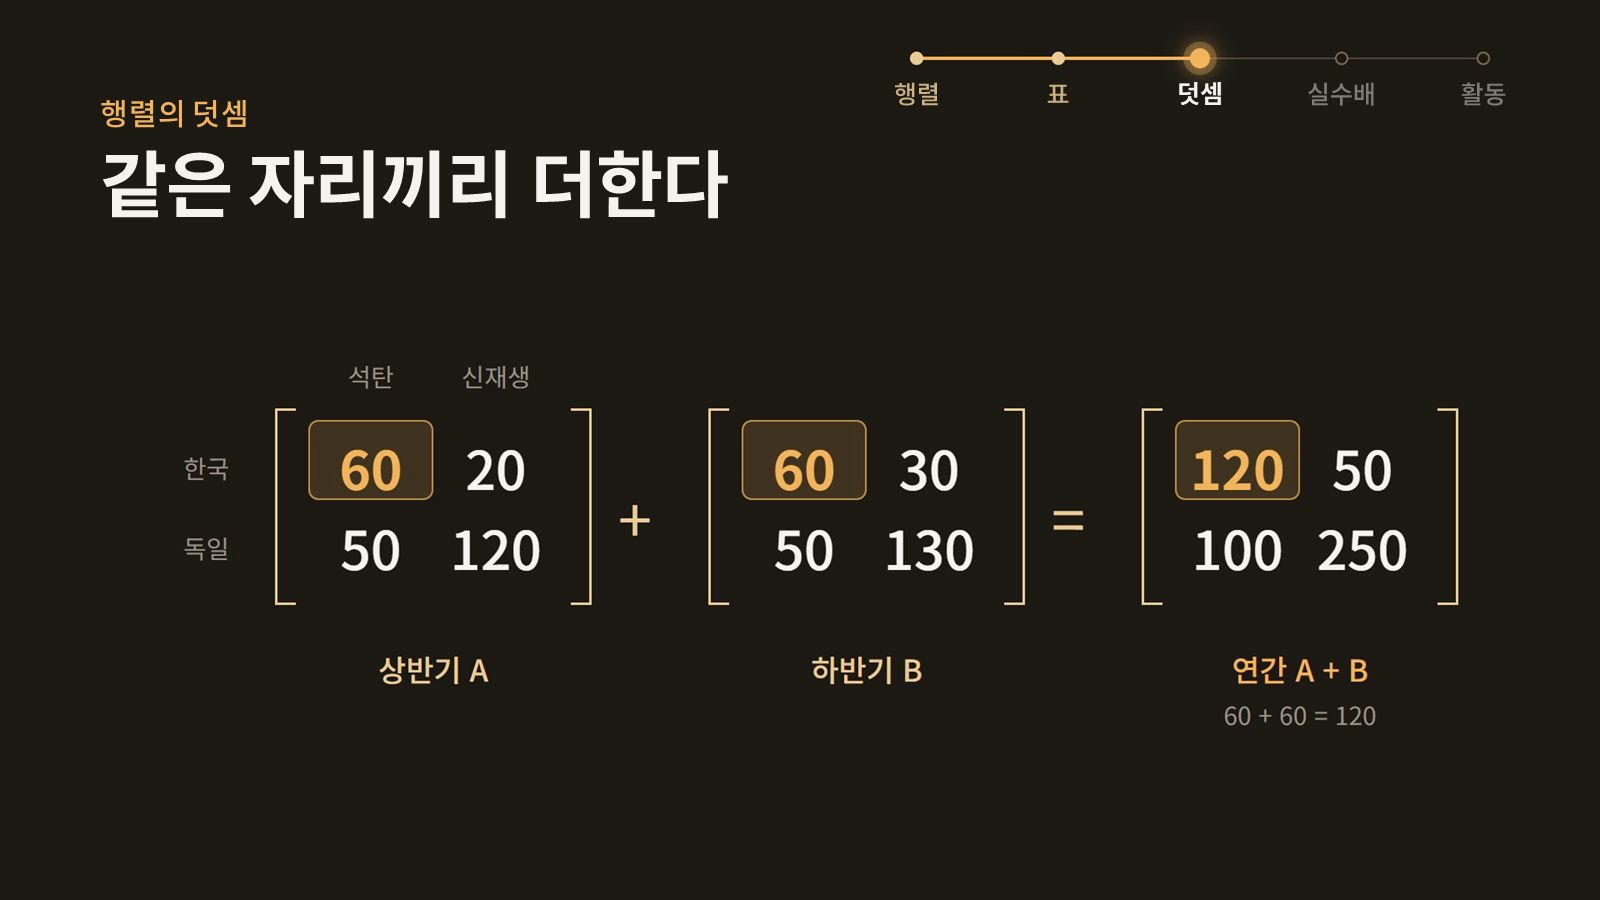 행렬 표 덧셈 실수배 활동
행렬의 덧셈
같은 자리끼리 더한다
석탄 신재생
한국 60 20 60 30 120 50
+ =
독일 50 120 50 130 100 250
상반기 A 하반기 B 연간 A + B
60 + 60 = 120